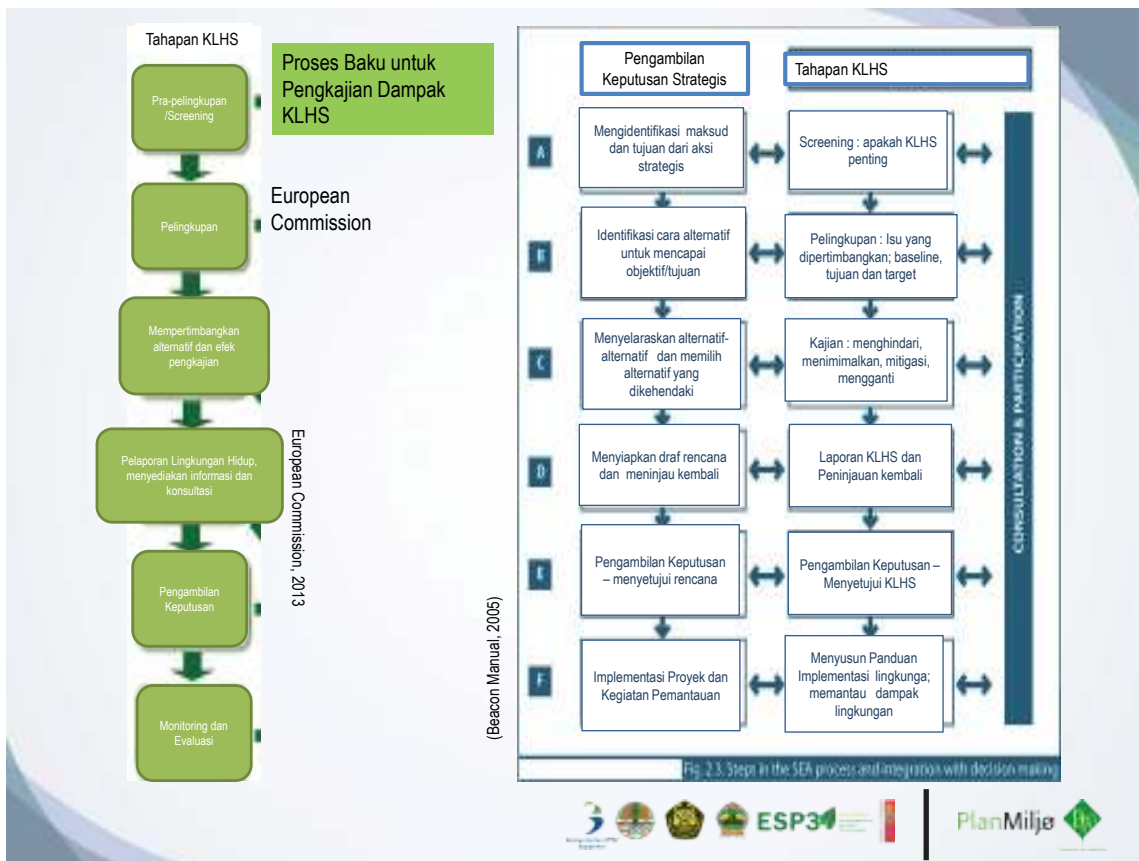 Tahapan KLHS
Proses Baku untuk
Pengkajian Dampak
KLHS
Pra-pelingkupan
/Screening
Pelingkupan
European
Commission
Mempertimbangkan
alternatif dan efek
pengkajian
Pelaporan Lingkungan Hidup,
menyediakan informasi dan
konsultasi
Pengambilan
Keputusan
Monitoring dan
Evaluasi
European Commission, 2013
(Beacon Manual, 2005)
Pengambilan
Keputusan Strategis
Tahapan KLHS
A
Mengidentifikasi maksud
dan tujuan dari aksi
strategis
Screening : apakah KLHS
penting
B
Identifikasi cara alternatif
untuk mencapai
objektif/tujuan
Pelingkupan : Isu yang
dipertimbangkan; baseline,
tujuan dan target
C
Menyelaraskan alternatif-
alternatif dan memilih
alternatif yang
dikehendaki
Kajian : menghindari,
menimimalkan, mitigasi,
mengganti
D
Menyiapkan draf rencana
dan meninjau kembali
Laporan KLHS dan
Peninjauan kembali
E
Pengambilan Keputusan
– menyetujui rencana
Pengambilan Keputusan –
Menyetujui KLHS
F
Implementasi Proyek dan
Kegiatan Pemantauan
Menyusun Panduan
Implementasi lingkunga;
memantau dampak
lingkungan
CONSULTATION & PARTICIPATION
Fig. 2.3. Steps in the SEA process and integration with decision making
ESP3
PlanMiljø